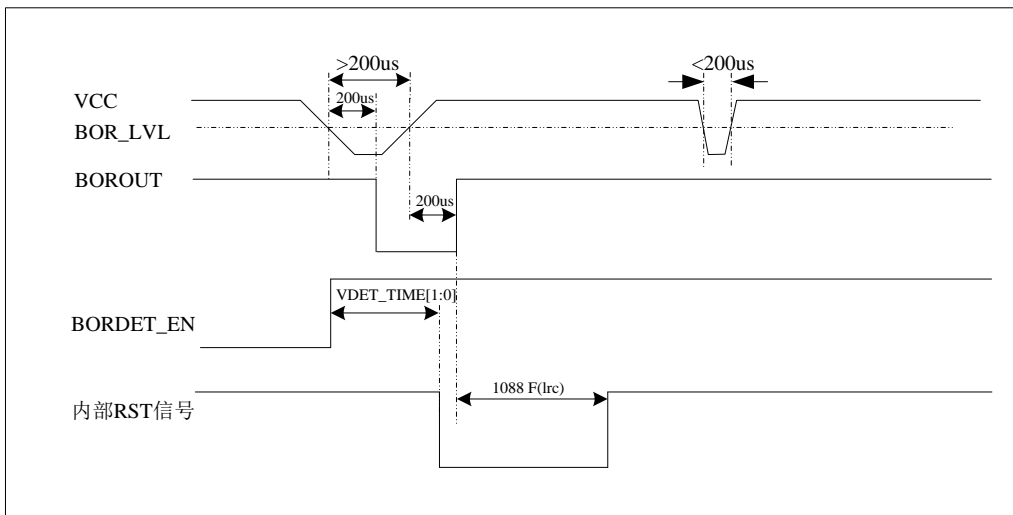 >200us
<200us
VCC
200us
BOR_LVL
BOROUT
200us
VDET_TIME[1:0]
BORDET_EN
1088 F(lrc)
内部RST信号